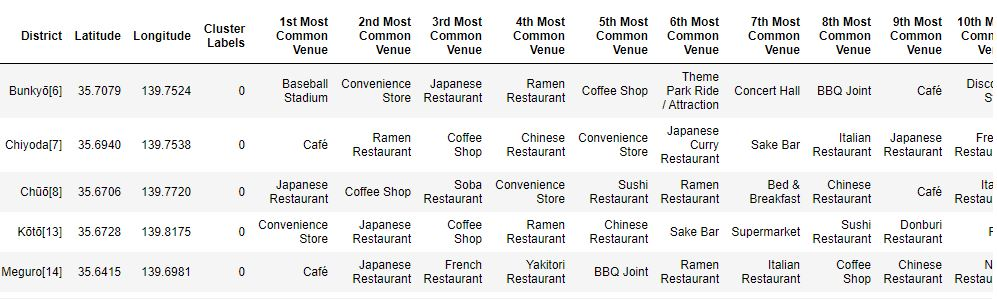 District Latitude Longitude Cluster Labels 1st Most Common Venue 2nd Most Common Venue 3rd Most Common Venue 4th Most Common Venue 5th Most Common Venue 6th Most Common Venue 7th Most Common Venue 8th Most Common Venue 9th Most Common Venue 10th
Bunkyō[6] 35.7079 139.7524 0 Baseball Stadium Convenience Store Japanese Restaurant Ramen Restaurant Coffee Shop Theme Park Ride / Attraction Concert Hall BBQ Joint Café
Chiyoda[7] 35.6940 139.7538 0 Café Ramen Restaurant Coffee Shop Chinese Restaurant Convenience Store Japanese Curry Restaurant Sake Bar Italian Restaurant Japanese Restaurant
Chūō[8] 35.6706 139.7720 0 Japanese Restaurant Coffee Shop Soba Restaurant Convenience Store Sushi Restaurant Ramen Restaurant Bed & Breakfast Chinese Restaurant Café
Kōtō[13] 35.6728 139.8175 0 Convenience Store Japanese Restaurant Coffee Shop Ramen Restaurant Chinese Restaurant Sake Bar Supermarket Sushi Restaurant Donburi Restaurant
Meguro[14] 35.6415 139.6981 0 Café Japanese Restaurant French Restaurant Yakitori Restaurant BBQ Joint Ramen Restaurant Italian Restaurant Coffee Shop Chinese Restaurant